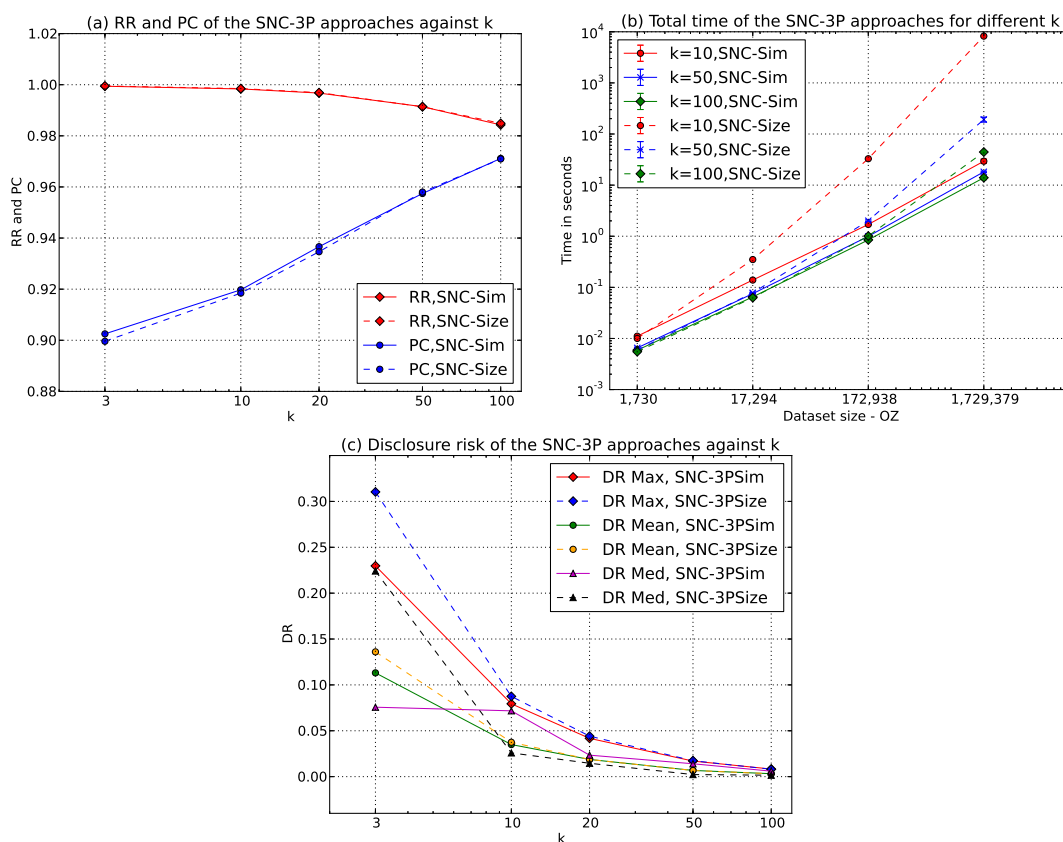 (a) RR and PC of the SNC-3P approaches against k
1.02
1.00
0.98
0.96
0.94
0.92
0.90
0.88
RR and PC
3
10
20
50
100
k
RR,SNC-Sim
RR,SNC-Size
PC,SNC-Sim
PC,SNC-Size
(b) Total time of the SNC-3P approaches for different k
10^4
10^3
10^2
10^1
10^0
10^-1
10^-2
10^-3
Time in seconds
1,730
17,294
172,938
1,729,379
Dataset size - OZ
k=10,SNC-Sim
k=50,SNC-Sim
k=100,SNC-Sim
k=10,SNC-Size
k=50,SNC-Size
k=100,SNC-Size
(c) Disclosure risk of the SNC-3P approaches against k
0.30
0.25
0.20
0.15
0.10
0.05
0.00
DR
3
10
20
50
100
k
DR Max, SNC-3PSim
DR Max, SNC-3PSize
DR Mean, SNC-3PSim
DR Mean, SNC-3PSize
DR Med, SNC-3PSim
DR Med, SNC-3PSize